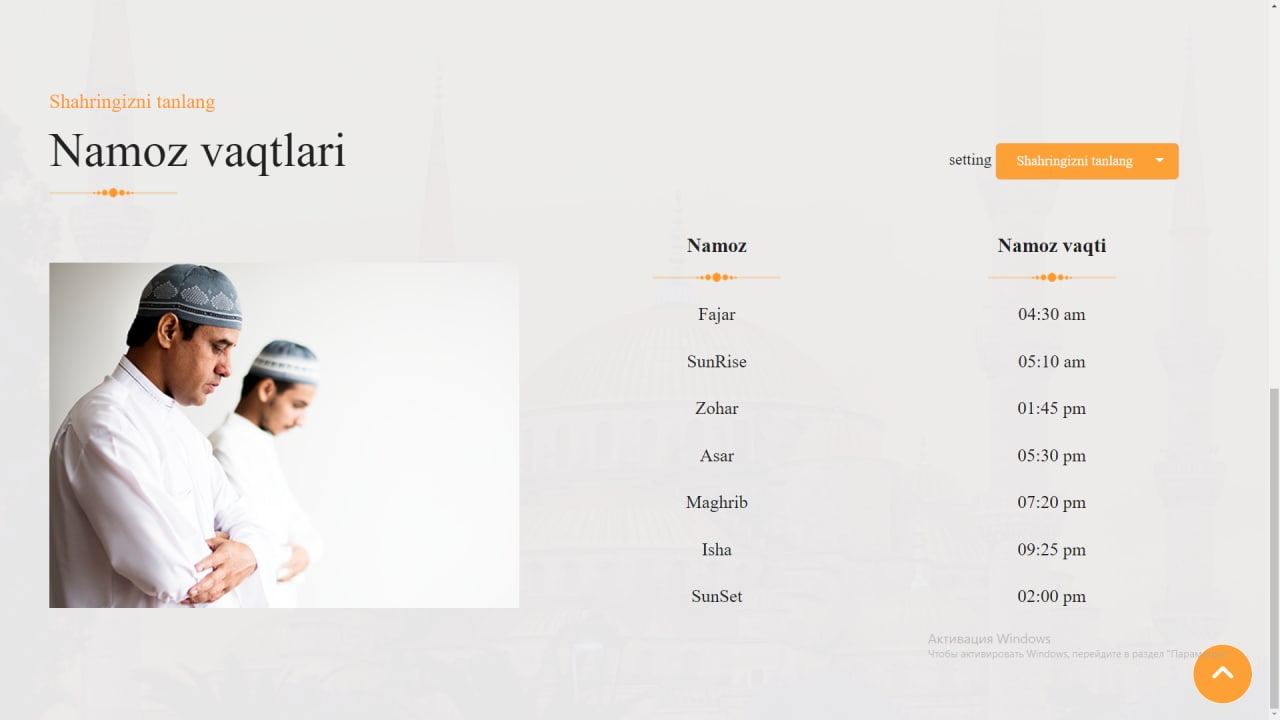 Shahringizni tanlang
Namoz vaqtlari
setting Shahringizni tanlang
Namoz Namoz vaqti
Fajar 04:30 am
SunRise 05:10 am
Zohar 01:45 pm
Asar 05:30 pm
Maghrib 07:20 pm
Isha 09:25 pm
SunSet 02:00 pm
Активация Windows
Чтобы активировать Windows, перейдите в раздел